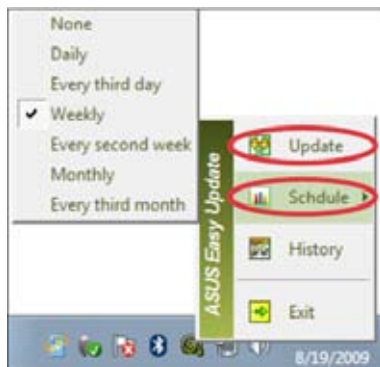 None
Daily
Every third day
Weekly
Every second week
Monthly
Every third month
ASUS Easy Update
Update
Schdule
History
Exit
8/19/2009